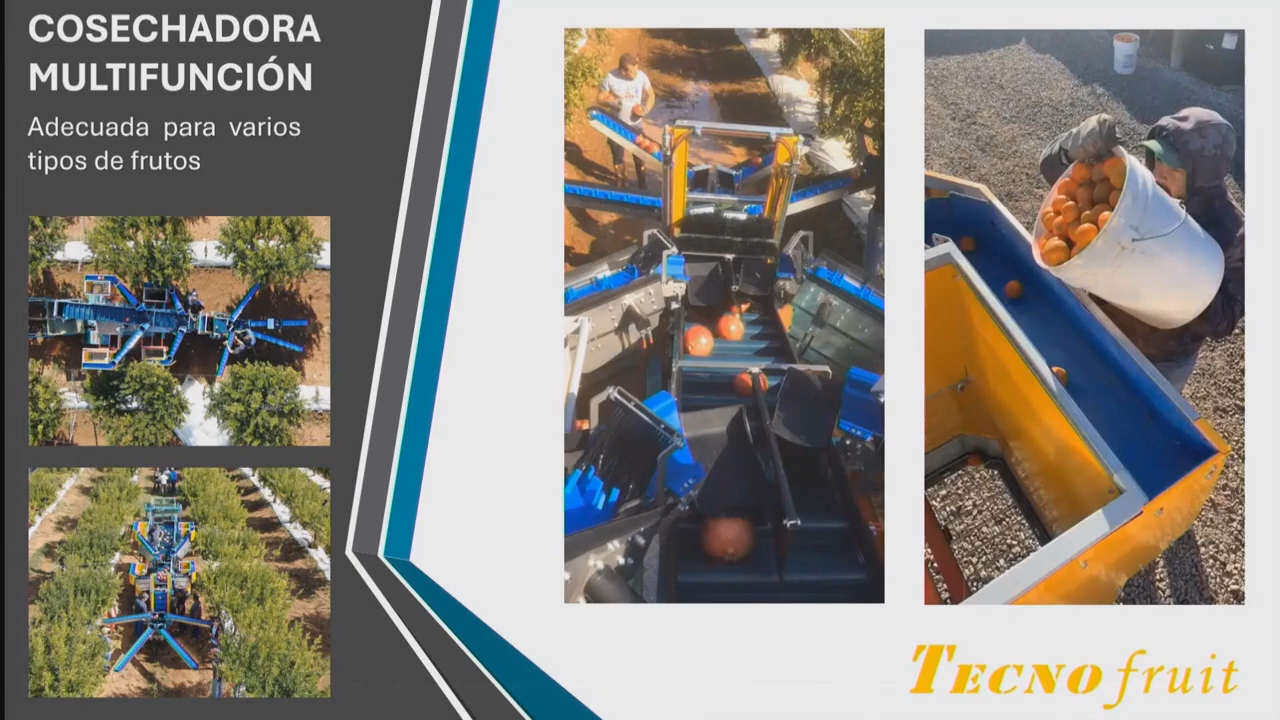 COSECHADORA
MULTIFUNCIÓN
Adecuada para varios
tipos de frutos
TECNOfruit